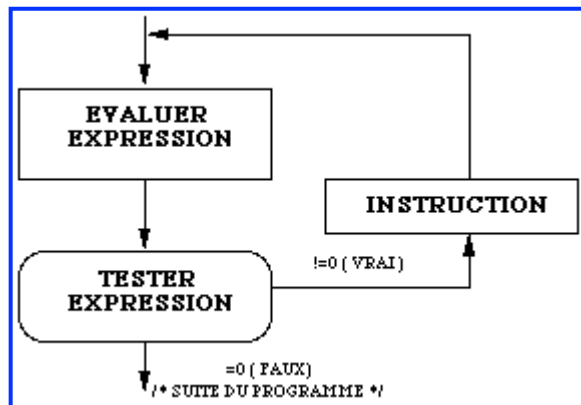 EVALUER
EXPRESSION
INSTRUCTION
TESTER
EXPRESSION
!=0 ( VRAI )
=0 ( FAUX)
/* SUITE DU PROGRAMME */